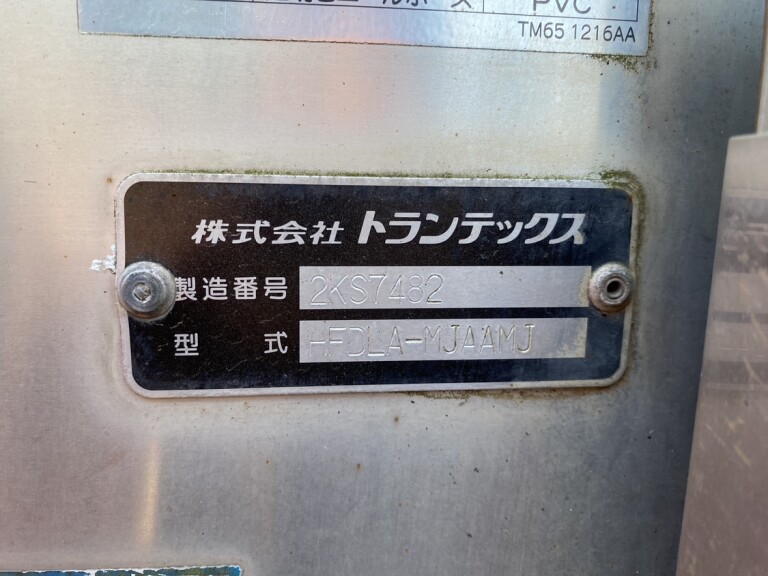 PVC
TM65 1216AA
株式会社 トランテックス
製造番号 2KS7482
型 式 HFDLA-MJAAMJ